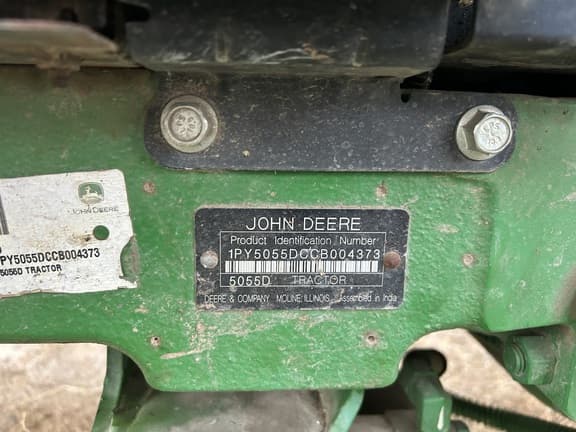 JOHN DEERE
PY5055DCCB004373
5055D TRACTOR
JOHN DEERE
Product Identification Number
1PY5055DCCB004373
5055D TRACTOR
DEERE & COMPANY MOLINE, ILLINOIS Assembled in India